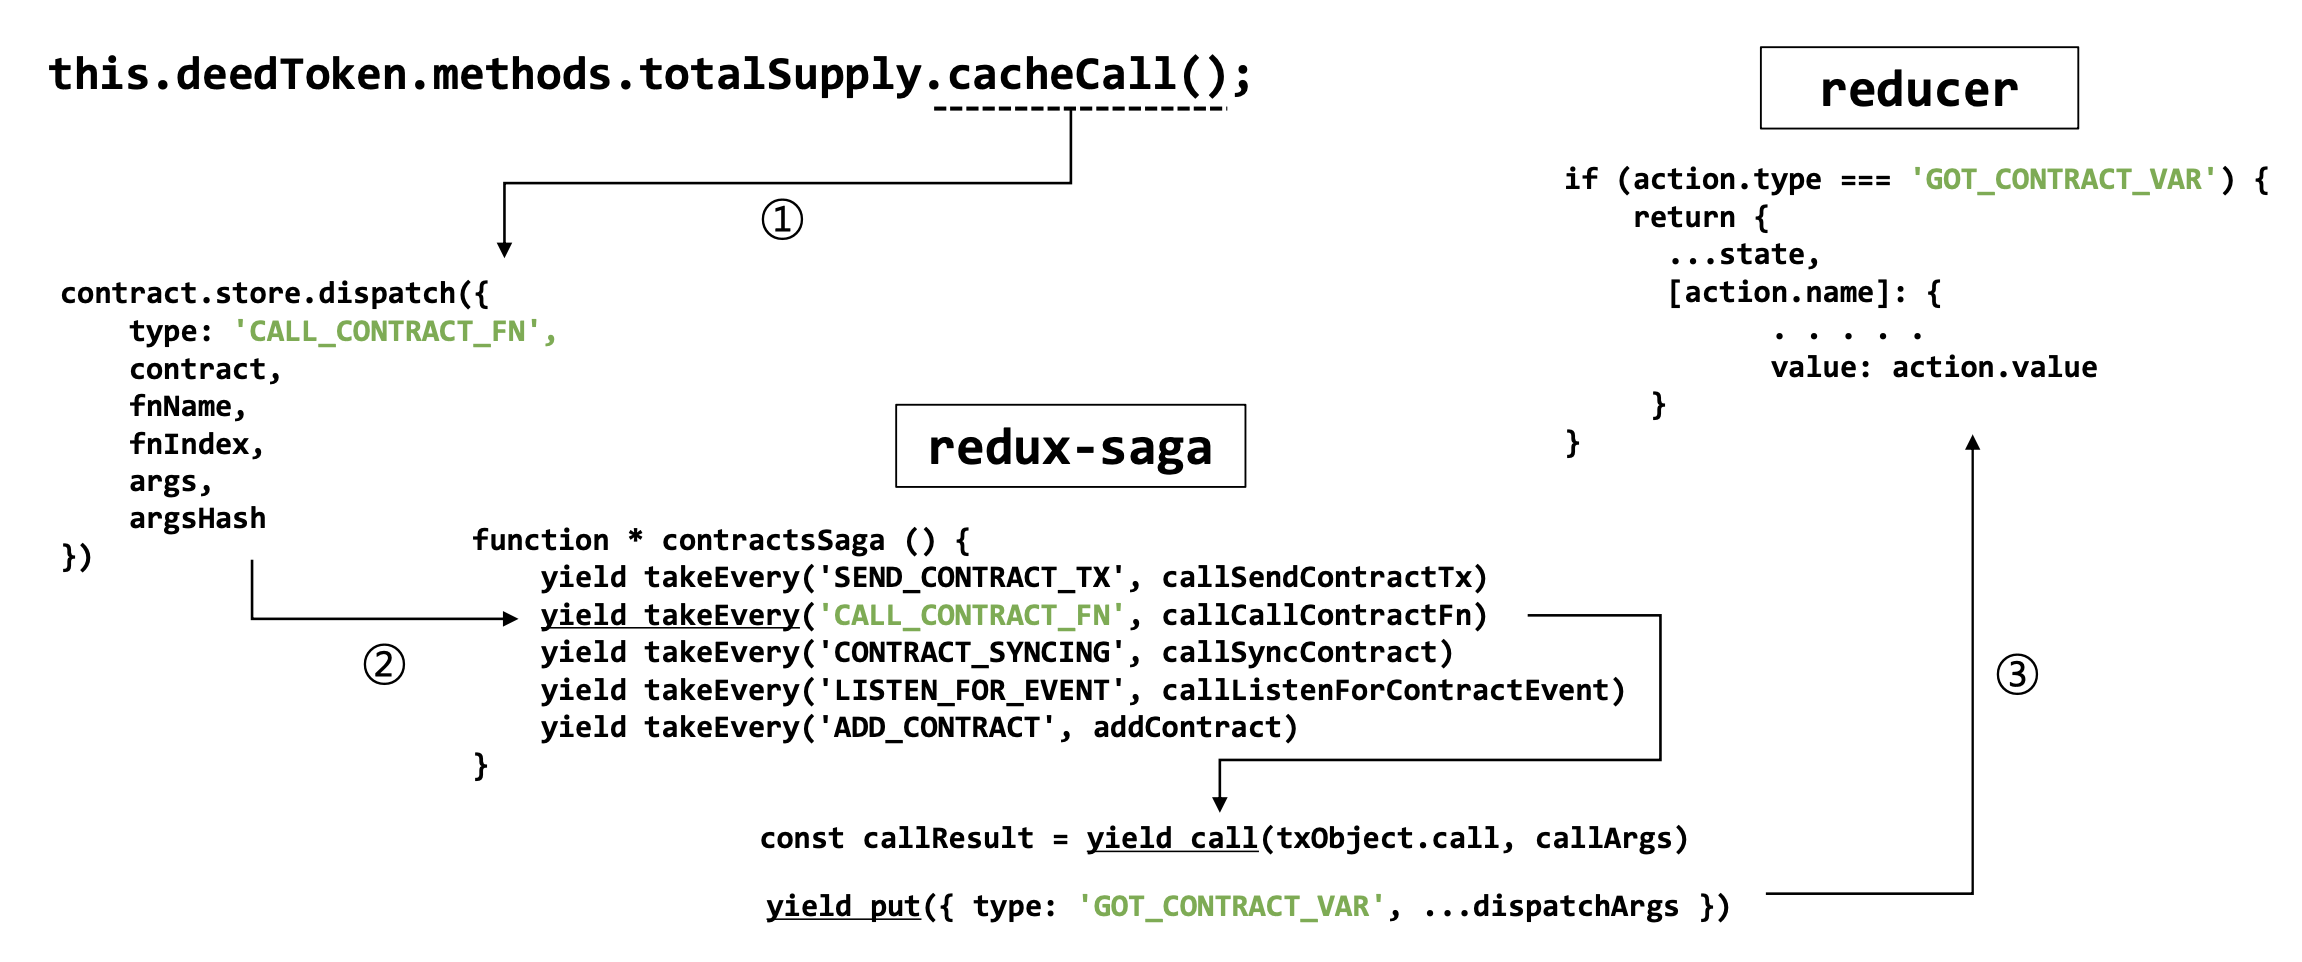 this.deedToken.methods.totalSupply.cacheCall();
①
contract.store.dispatch({
type: 'CALL_CONTRACT_FN',
contract,
fnName,
fnIndex,
args,
argsHash
})
②
redux-saga
function * contractsSaga () {
yield takeEvery('SEND_CONTRACT_TX', callSendContractTx)
yield takeEvery('CALL_CONTRACT_FN', callCallContractFn)
yield takeEvery('CONTRACT_SYNCING', callSyncContract)
yield takeEvery('LISTEN_FOR_EVENT', callListenForContractEvent)
yield takeEvery('ADD_CONTRACT', addContract)
}
const callResult = yield call(txObject.call, callArgs)
yield put({ type: 'GOT_CONTRACT_VAR', ...dispatchArgs })
③
reducer
if (action.type === 'GOT_CONTRACT_VAR') {
return {
...state,
[action.name]: {
. . . . .
value: action.value
}
}